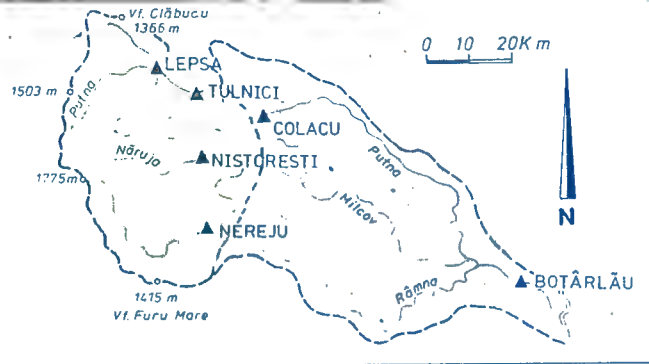 Vf. Clăbucu
1366 m
0 10 20Km
LEPSA
1503 m
Putna
TULNICI
COLACU
Năruja
NISTOREȘTI
Putna
1775m
Milcov
N
NEREJU
Râmna
BOTÂRLĂU
1415 m
Vf. Furu Mare